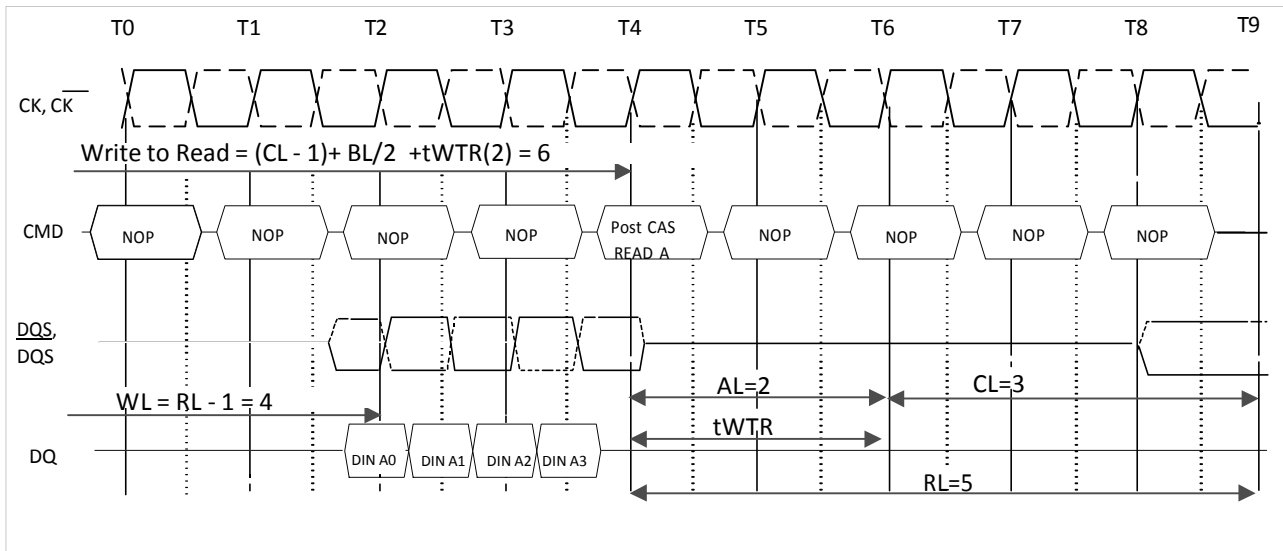 T0 T1 T2 T3 T4 T5 T6 T7 T8 T9
CK, CK
Write to Read = (CL - 1)+ BL/2 +tWTR(2) = 6
CMD NOP NOP NOP NOP Post CAS READ A NOP NOP NOP NOP
DQS,
DQS
AL=2 CL=3
WL = RL - 1 = 4
tWTR
DQ DIN A0 DIN A1 DIN A2 DIN A3
RL=5